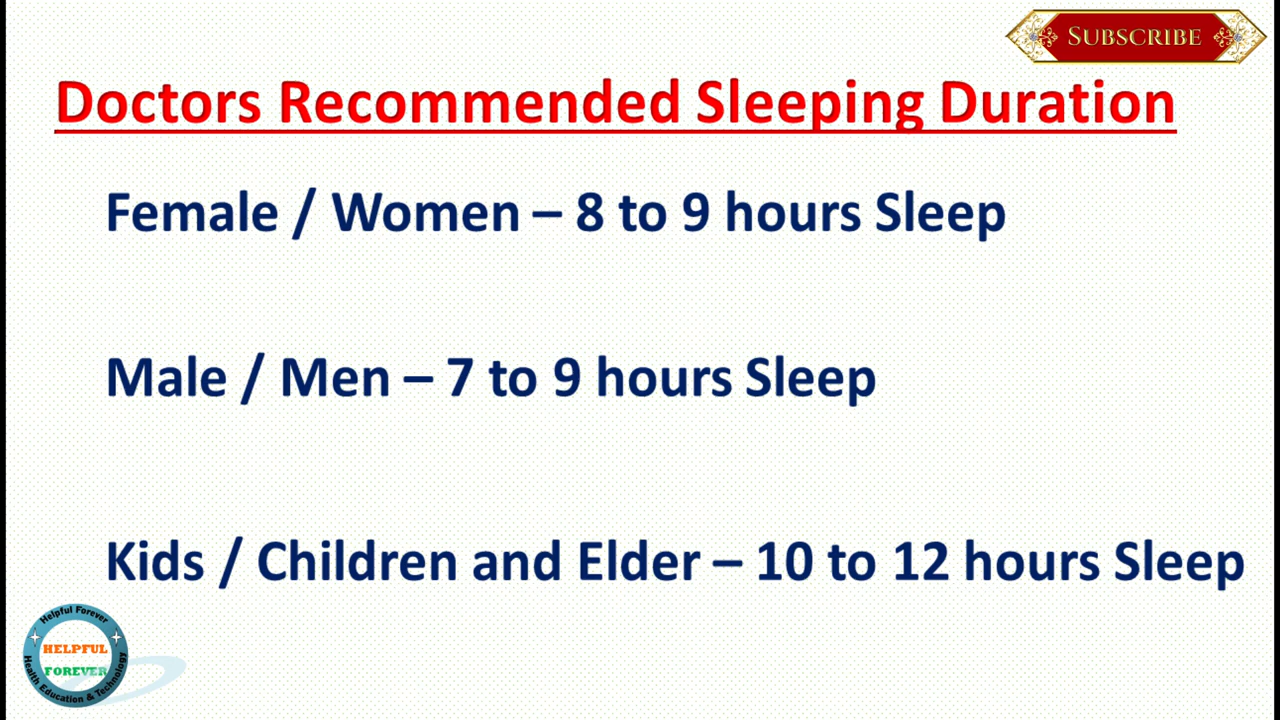 SUBSCRIBE
Doctors Recommended Sleeping Duration
Female / Women – 8 to 9 hours Sleep
Male / Men – 7 to 9 hours Sleep
Kids / Children and Elder – 10 to 12 hours Sleep
Helpful Forever
HELPFUL
FOREVER
Health Education & Technology